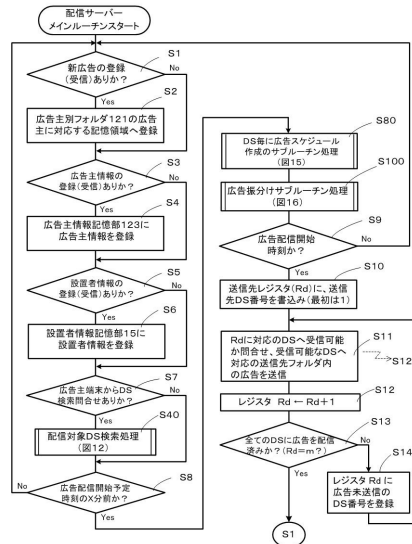 配信サーバー
メインルーチンスタート
S1
新広告の登録
(受信)ありか？
No
Yes
S2
広告主別フォルダ121の広告
主に対応する記憶領域へ登録
S3
広告主情報の
登録(受信)ありか？
No
Yes
S4
広告主情報記憶部123に
広告主情報を登録
S5
設置者情報の
登録(受信)ありか？
No
Yes
S6
設置者情報記憶部15に
設置者情報を登録
S7
広告主端末からDS
検索問合せありか？
No
Yes
S40
配信対象DS検索処理
(図12)
S8
広告配信開始予定
時刻のX分前か？
No
Yes
S80
DS毎に広告スケジュール
作成のサブルーチン処理
(図15)
S100
広告振分けサブルーチン処理
(図16)
S9
広告配信開始
時刻か？
No
Yes
S10
送信先レジスタ(Rd)に、送信
先DS番号を書込み(最初は1)
S11
Rdに対応のDSへ受信可能
か問合せ、受信可能なDSへ
対応の送信先フォルダ内
の広告を送信
S12
S12
レジスタ Rd ← Rd+1
S13
全てのDSに広告を配信
済みか？(Rd=m？)
No
Yes
S14
レジスタ Rd に
広告未送信の
DS番号を登録
S1